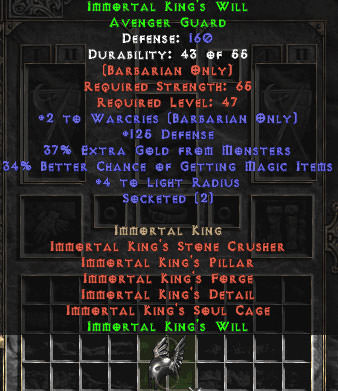 Immortal King's Will
Avenger Guard
Defense: 160
Durability: 43 of 55
(Barbarian Only)
Required Strength: 65
Required Level: 47
+2 to Warcries (Barbarian Only)
+125 Defense
37% Extra Gold from Monsters
34% Better Chance of Getting Magic Items
+4 to Light Radius
Socketed (2)
Immortal King
Immortal King's Stone Crusher
Immortal King's Pillar
Immortal King's Forge
Immortal King's Detail
Immortal King's Soul Cage
Immortal King's Will